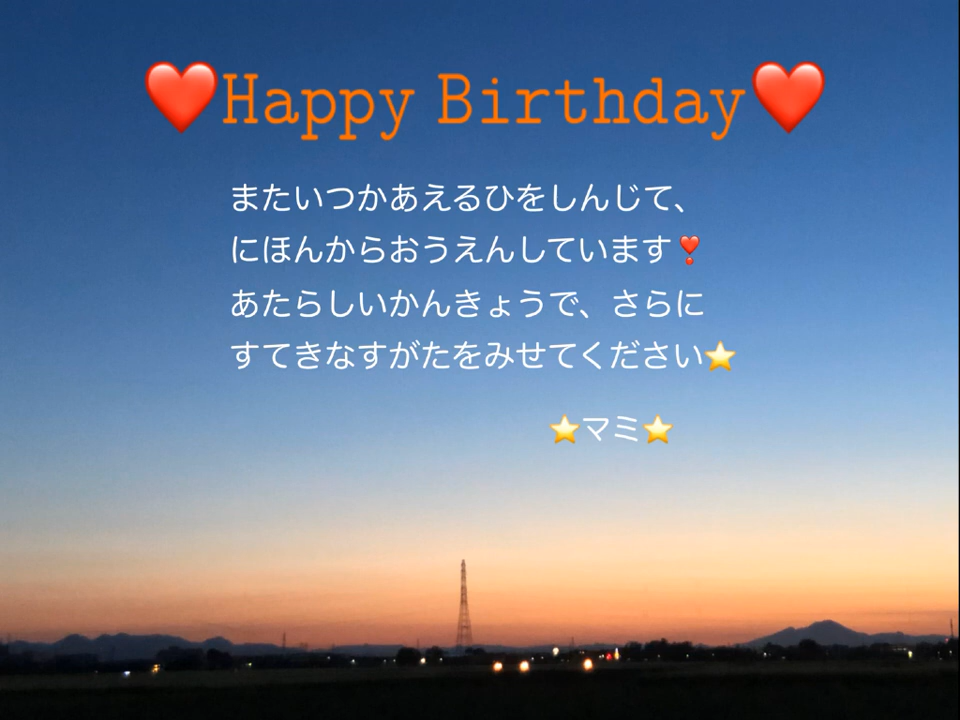 ❤️Happy Birthday❤️
またいつかあえるひをしんじて、
にほんからおうえんしています❣️
あたらしいかんきょうで、さらに
すてきなすがたをみせてください⭐
⭐マミ⭐